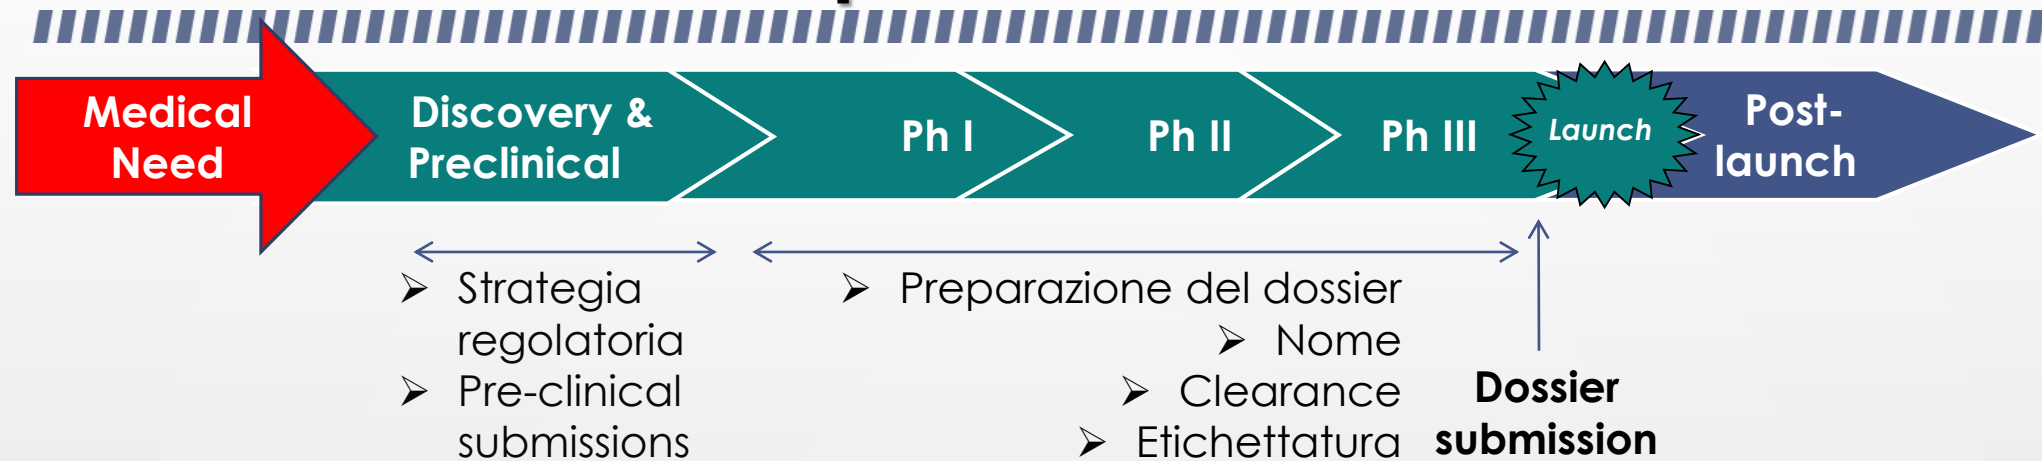 Medical
Need
Discovery &
Preclinical
Ph I
Ph II
Ph III
Launch
Post-
launch
➢ Strategia
regolatoria
➢ Pre-clinical
submissions
➢ Preparazione del dossier
➢ Nome
➢ Clearance
➢ Etichettatura
Dossier
submission